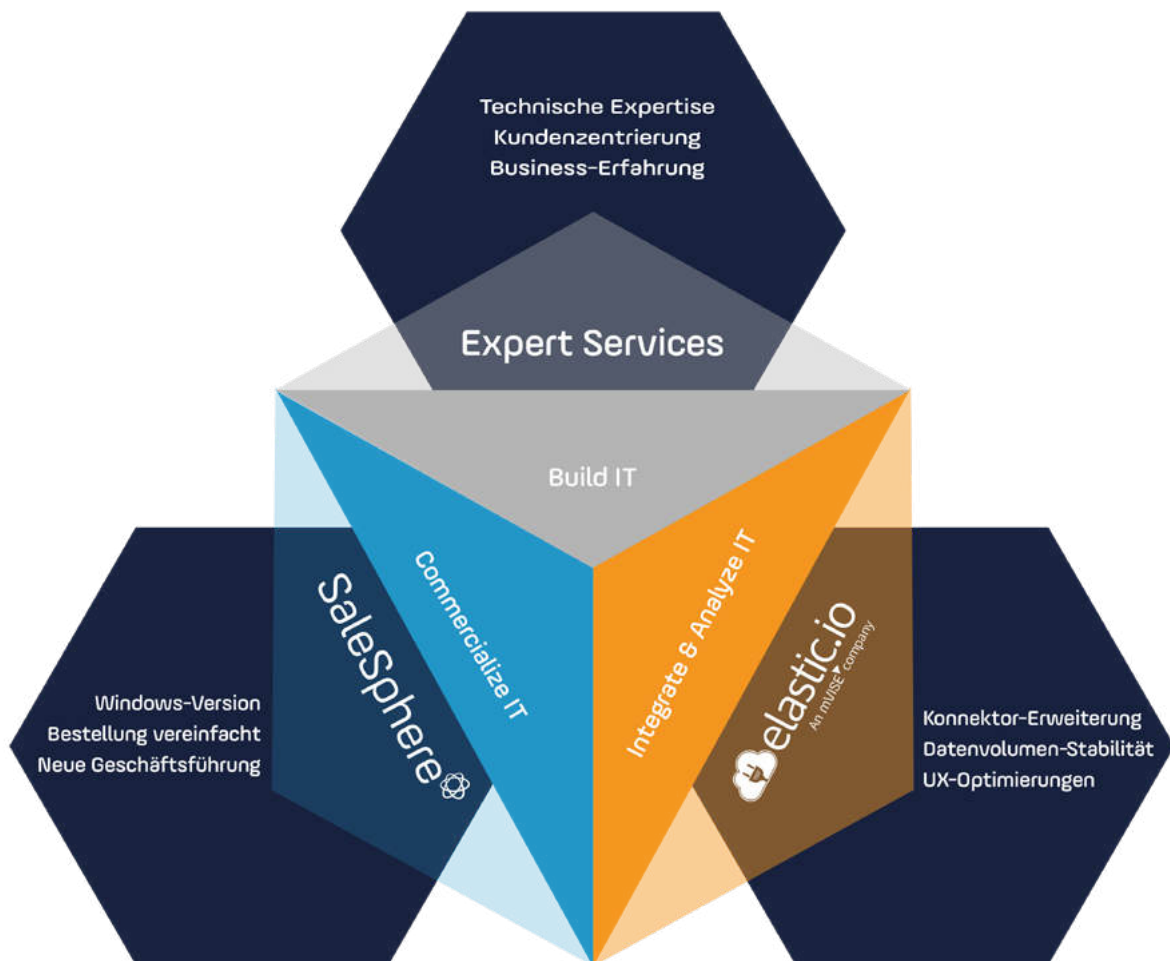 Technische Expertise
Kundenzentrierung
Business-Erfahrung
Expert Services
Build IT
Commercialize IT
Integrate & Analyze IT
SaleSphere
elastic.io
An mVISE company
Windows-Version
Bestellung vereinfacht
Neue Geschäftsführung
Konnektor-Erweiterung
Datenvolumen-Stabilität
UX-Optimierungen